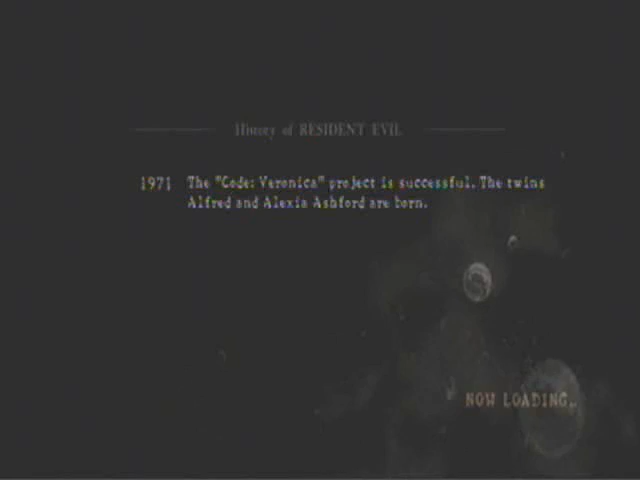 History of RESIDENT EVIL
1971 The "Code: Veronica" project is successful. The twins
Alfred and Alexia Ashford are born.
NOW LOADING...